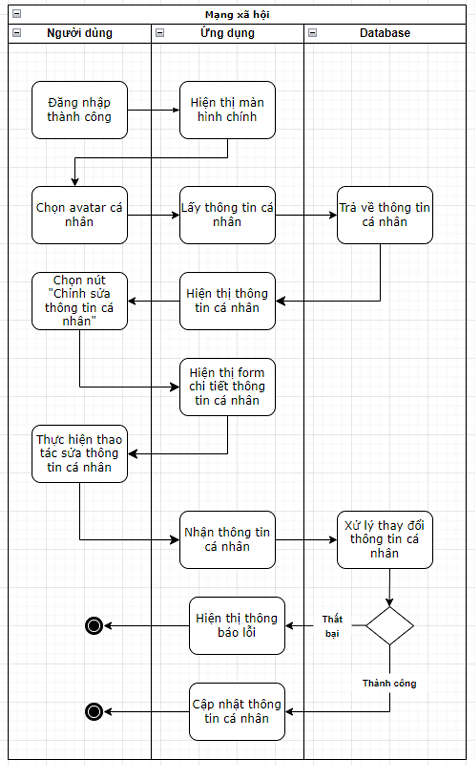 Mạng xã hội
Người dùng
Ứng dụng
Database
Đăng nhập
thành công
Hiện thị màn
hình chính
Chọn avatar cá
nhân
Lấy thông tin cá
nhân
Trả về thông tin
cá nhân
Chọn nút
"Chỉnh sửa
thông tin cá
nhân"
Hiện thị thông
tin cá nhân
Hiện thị form
chi tiết thông
tin cá nhân
Thực hiện thao
tác sửa thông
tin cá nhân
Nhận thông tin
cá nhân
Xử lý thay đổi
thông tin cá
nhân
Hiện thị thông
báo lỗi
Thất
bại
Thành công
Cập nhật thông
tin cá nhân